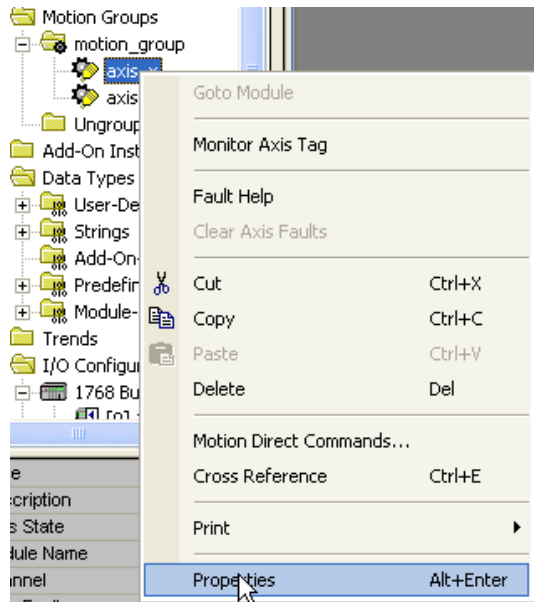 Motion Groups
motion_group
axis_x
axis
Ungroup
Add-On Inst
Data Types
User-De
Strings
Add-On-
Predefin
Module-
Trends
I/O Configur
1768 Bu
Goto Module
Monitor Axis Tag
Fault Help
Clear Axis Faults
Cut Ctrl+X
Copy Ctrl+C
Paste Ctrl+V
Delete Del
Motion Direct Commands...
Cross Reference Ctrl+E
Print
Properties Alt+Enter
e
cription
s State
dule Name
nnel